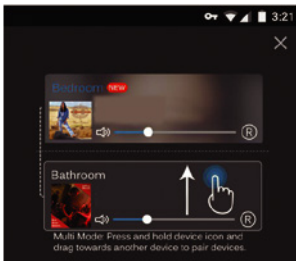 3:21
Bedroom NEW
R
Bathroom
R
Multi Mode: Press and hold device icon and
drag towards another device to pair devices.